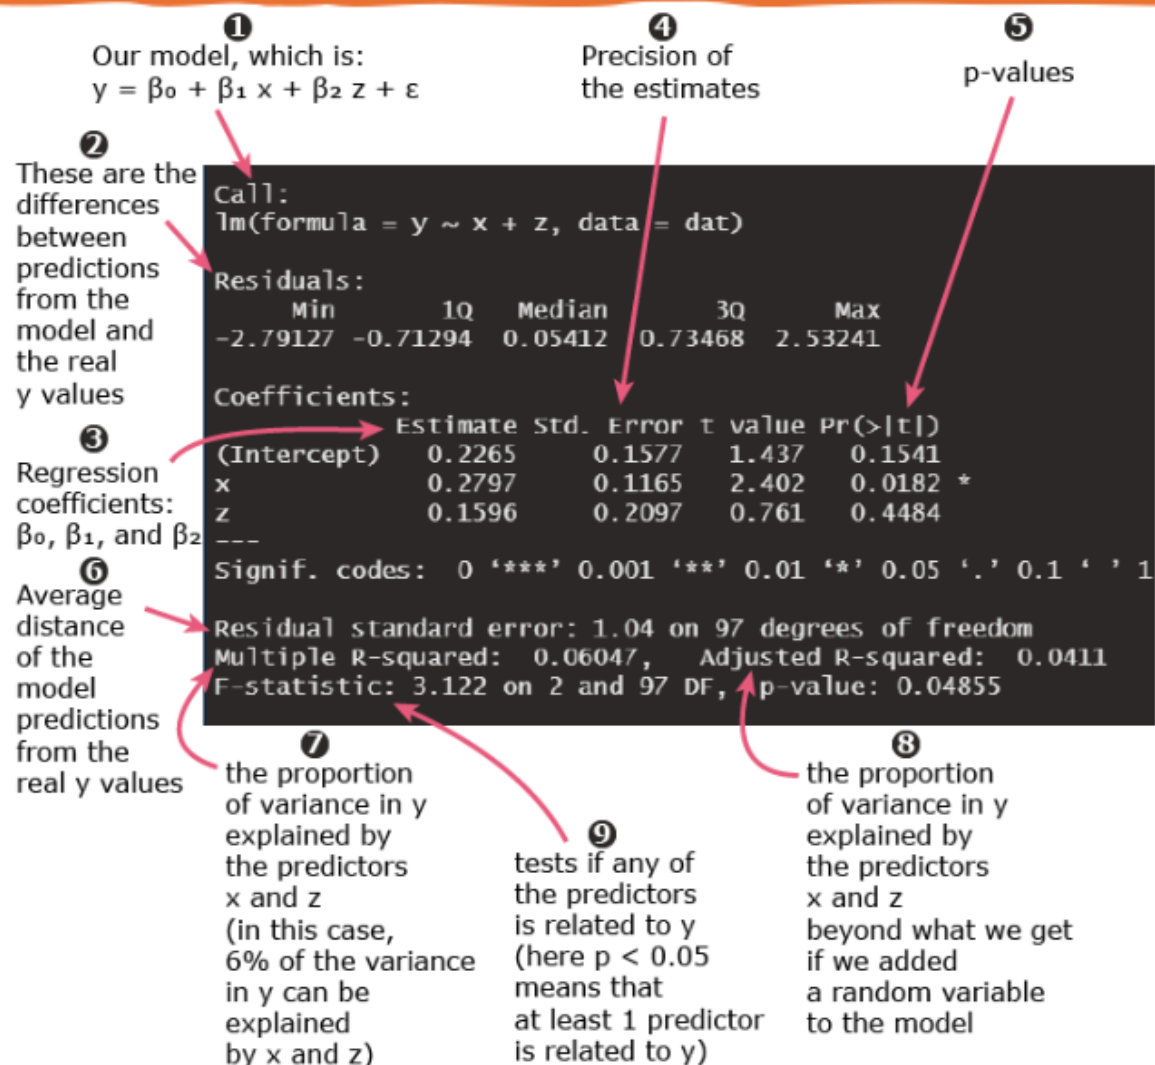 ❶
Our model, which is:
y = β₀ + β₁ x + β₂ z + ε
❹
Precision of
the estimates
❺
p-values
❷
These are the
differences
between
predictions
from the
model and
the real
y values
❸
Regression
coefficients:
β₀, β₁, and β₂
❻
Average
distance
of the
model
predictions
from the
real y values
Call:
lm(formula = y ~ x + z, data = dat)
Residuals:
Min 1Q Median 3Q Max
-2.79127 -0.71294 0.05412 0.73468 2.53241
Coefficients:
Estimate Std. Error t value Pr(>|t|)
(Intercept) 0.2265 0.1577 1.437 0.1541
x 0.2797 0.1165 2.402 0.0182 *
z 0.1596 0.2097 0.761 0.4484
---
Signif. codes: 0 ‘***’ 0.001 ‘**’ 0.01 ‘*’ 0.05 ‘.’ 0.1 ‘ ’ 1
Residual standard error: 1.04 on 97 degrees of freedom
Multiple R-squared: 0.06047, Adjusted R-squared: 0.0411
F-statistic: 3.122 on 2 and 97 DF, p-value: 0.04855
❼
the proportion
of variance in y
explained by
the predictors
x and z
(in this case,
6% of the variance
in y can be
explained
by x and z)
❾
tests if any of
the predictors
is related to y
(here p < 0.05
means that
at least 1 predictor
is related to y)
❽
the proportion
of variance in y
explained by
the predictors
x and z
beyond what we get
if we added
a random variable
to the model